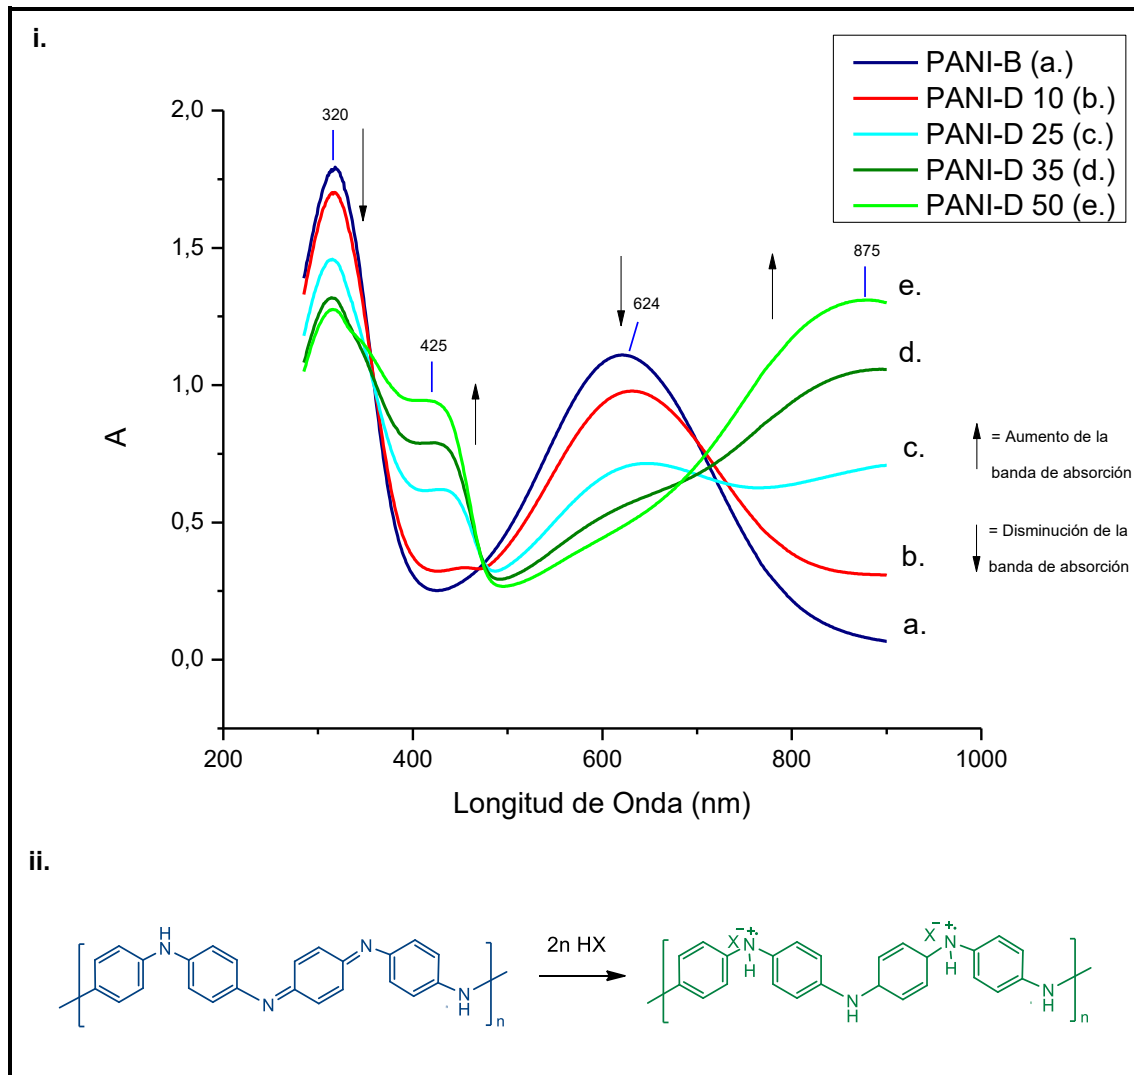 i.
PANI-B (a.)
PANI-D 10 (b.)
PANI-D 25 (c.)
PANI-D 35 (d.)
PANI-D 50 (e.)
2,0
1,5
1,0
0,5
0,0
A
320
425
624
875
e.
d.
c.
b.
a.
= Aumento de la
banda de absorción
= Disminución de la
banda de absorción
200
400
600
800
1000
Longitud de Onda (nm)
ii.
H
N
N
N
N
H
n
2n HX
X⁻
N
H
+•
N
H
X⁻
N
H
+•
N
H
n